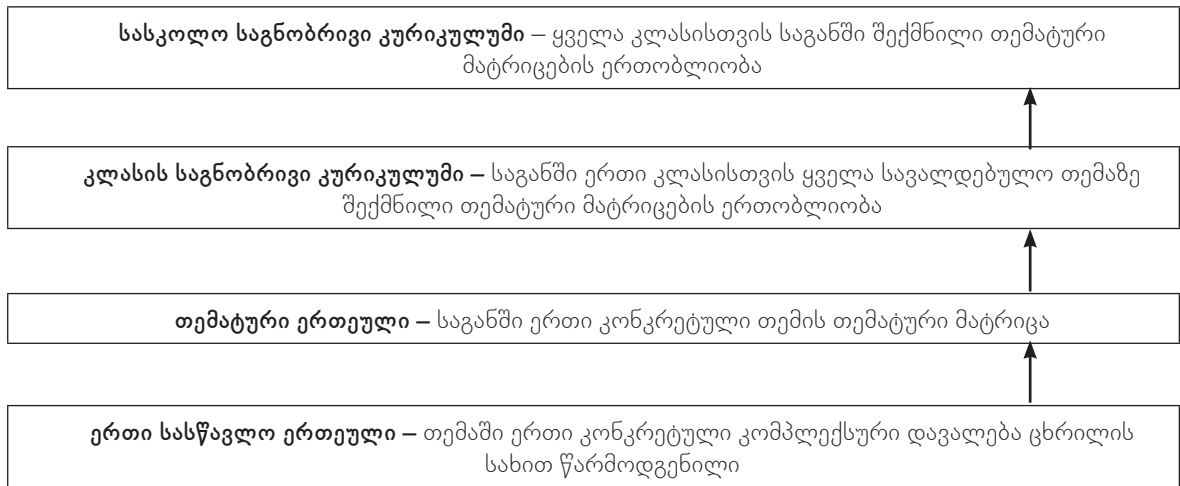 სასკოლო საგნობრივი კურიკულუმი – ყველა კლასისთვის საგანში შექმნილი თემატური
მატრიცების ერთობლიობა
კლასის საგნობრივი კურიკულუმი – საგანში ერთი კლასისთვის ყველა სავალდებულო თემაზე
შექმნილი თემატური მატრიცების ერთობლიობა
თემატური ერთეული – საგანში ერთი კონკრეტული თემის თემატური მატრიცა
ერთი სასწავლო ერთეული – თემაში ერთი კონკრეტული კომპლექსური დავალება ცხრილის
სახით წარმოდგენილი